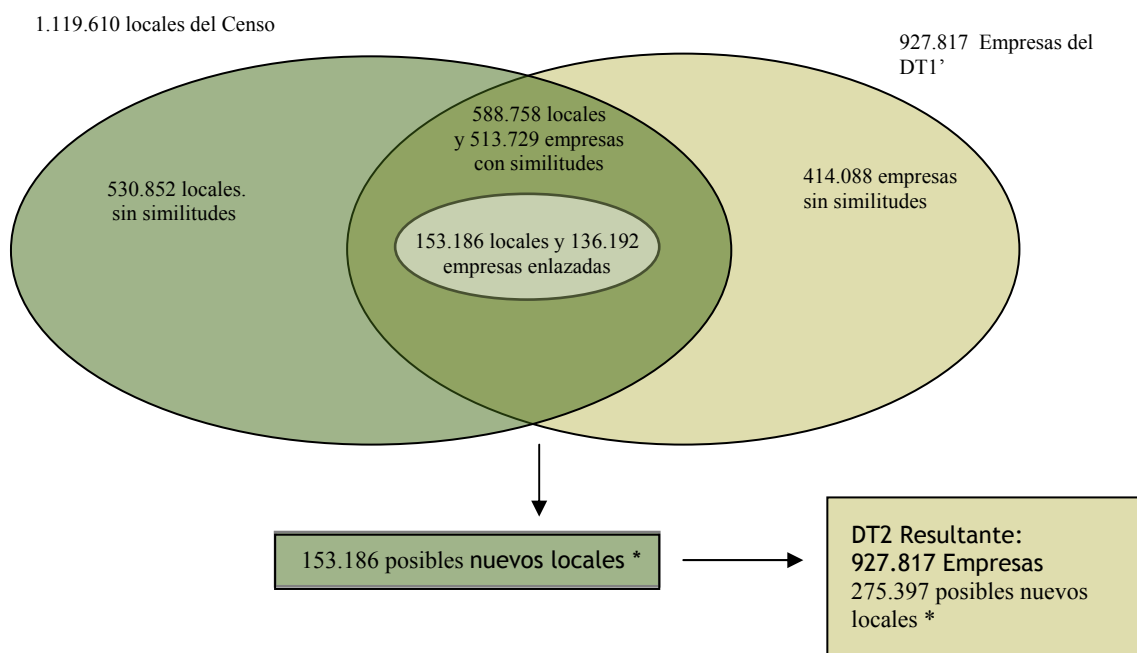 1.119.610 locales del Censo
927.817 Empresas del
DT1’
588.758 locales
y 513.729 empresas
con similitudes
530.852 locales.
sin similitudes
414.088 empresas
sin similitudes
153.186 locales y 136.192
empresas enlazadas
153.186 posibles nuevos locales *
DT2 Resultante:
927.817 Empresas
275.397 posibles nuevos
locales *